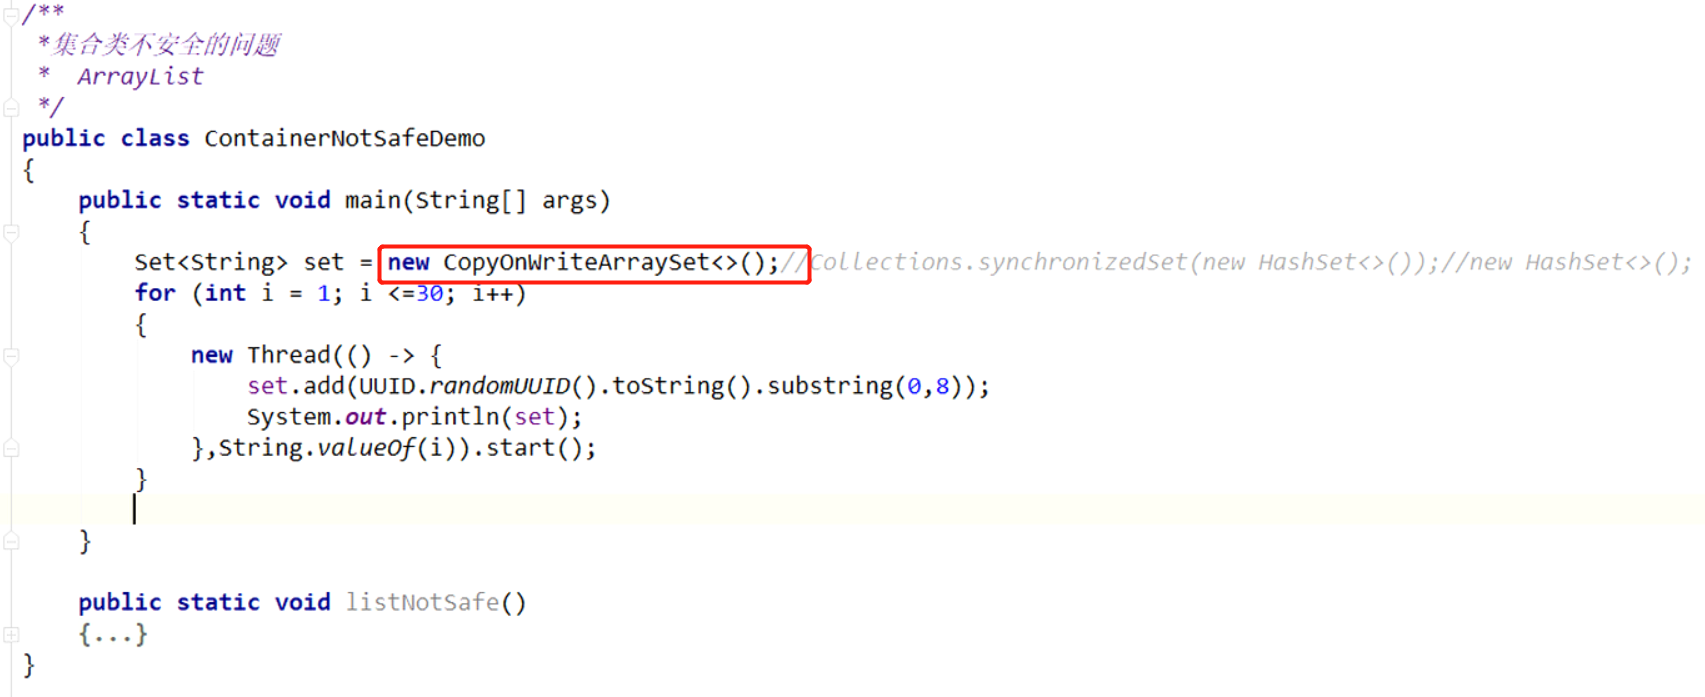 /**
 *集合类不安全的问题
 *  ArrayList
 */
public class ContainerNotSafeDemo
{
    public static void main(String[] args)
    {
        Set<String> set = new CopyOnWriteArraySet<>();//Collections.synchronizedSet(new HashSet<>());//new HashSet<>();
        for (int i = 1; i <=30; i++)
        {
            new Thread(() -> {
                set.add(UUID.randomUUID().toString().substring(0,8));
                System.out.println(set);
            },String.valueOf(i)).start();
        }

    }

    public static void listNotSafe()
    {...}
}